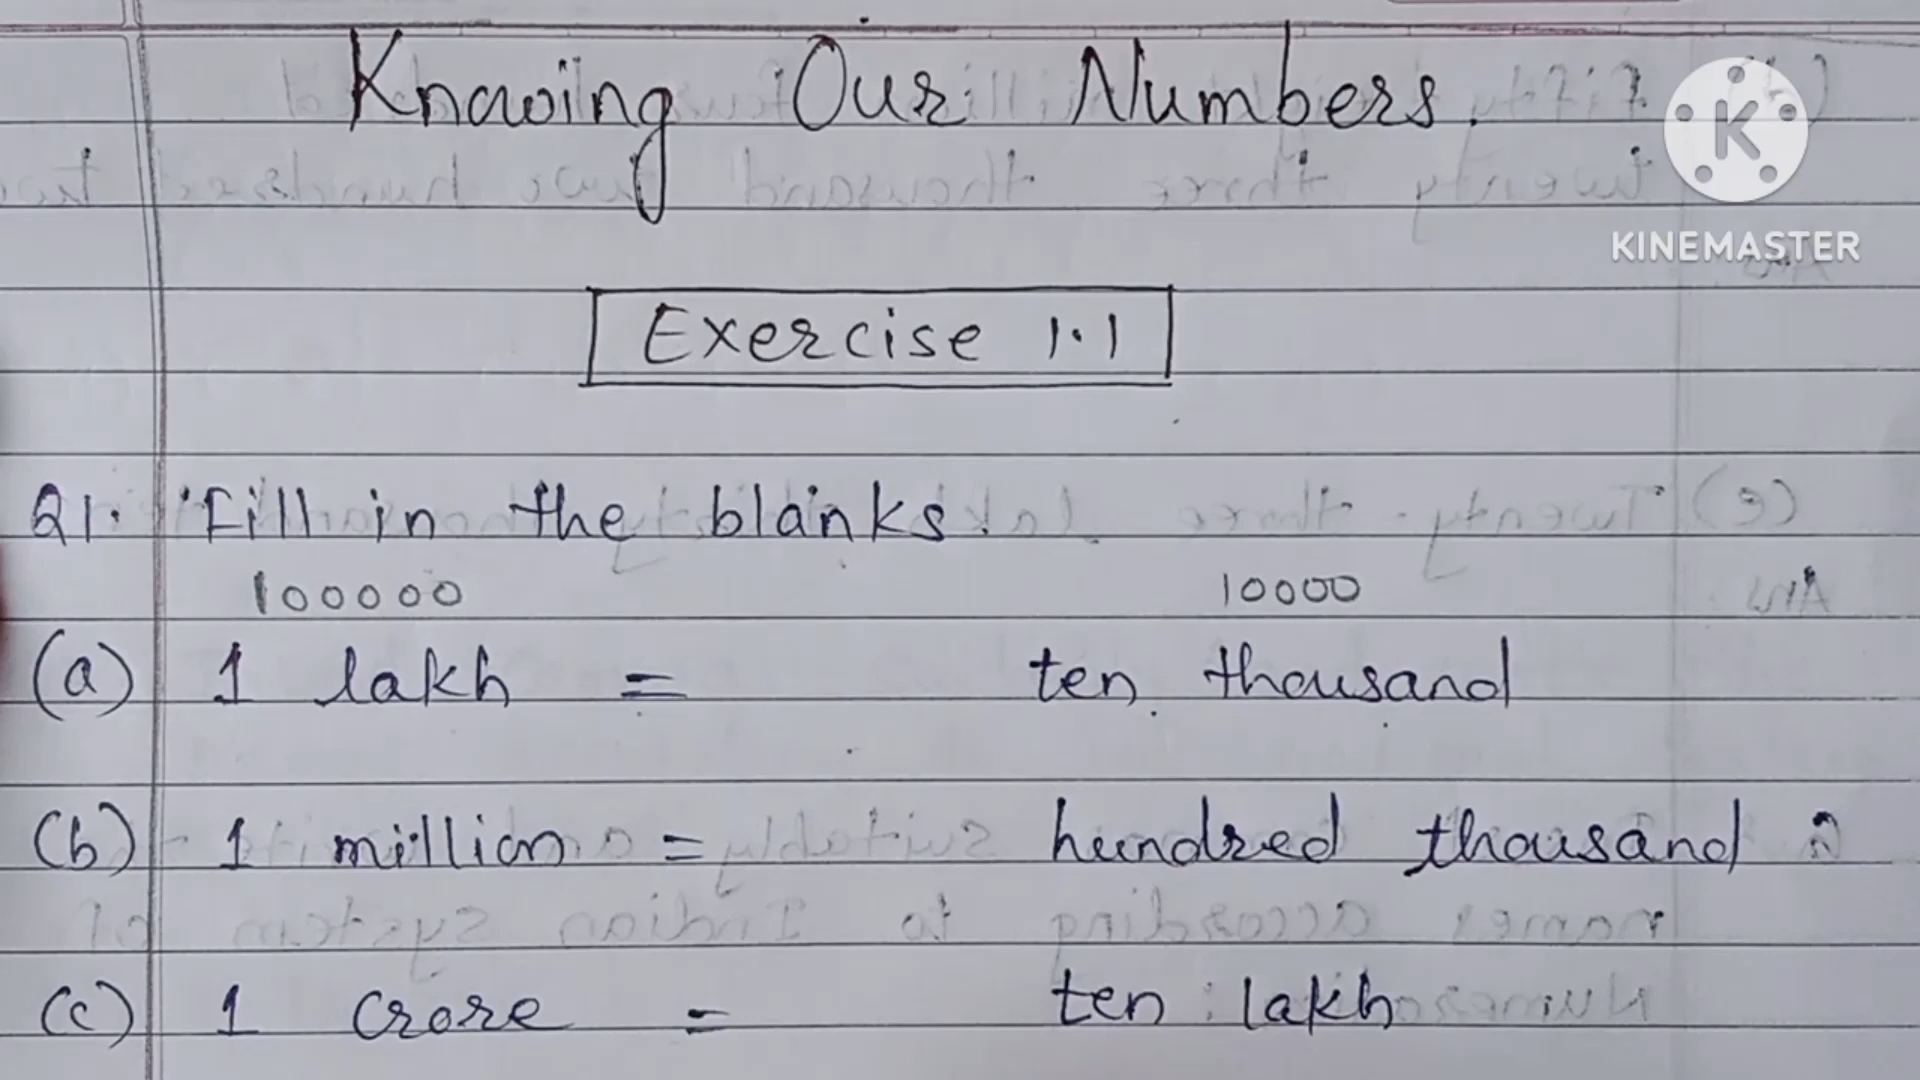 Knowing Our Numbers.
KINEMASTER
Exercise 1.1
Q1. Fill in the blanks.
100000 10000
(a) 1 lakh = ten thousand
(b) 1 million = hundred thousand
(c) 1 crore = ten lakh